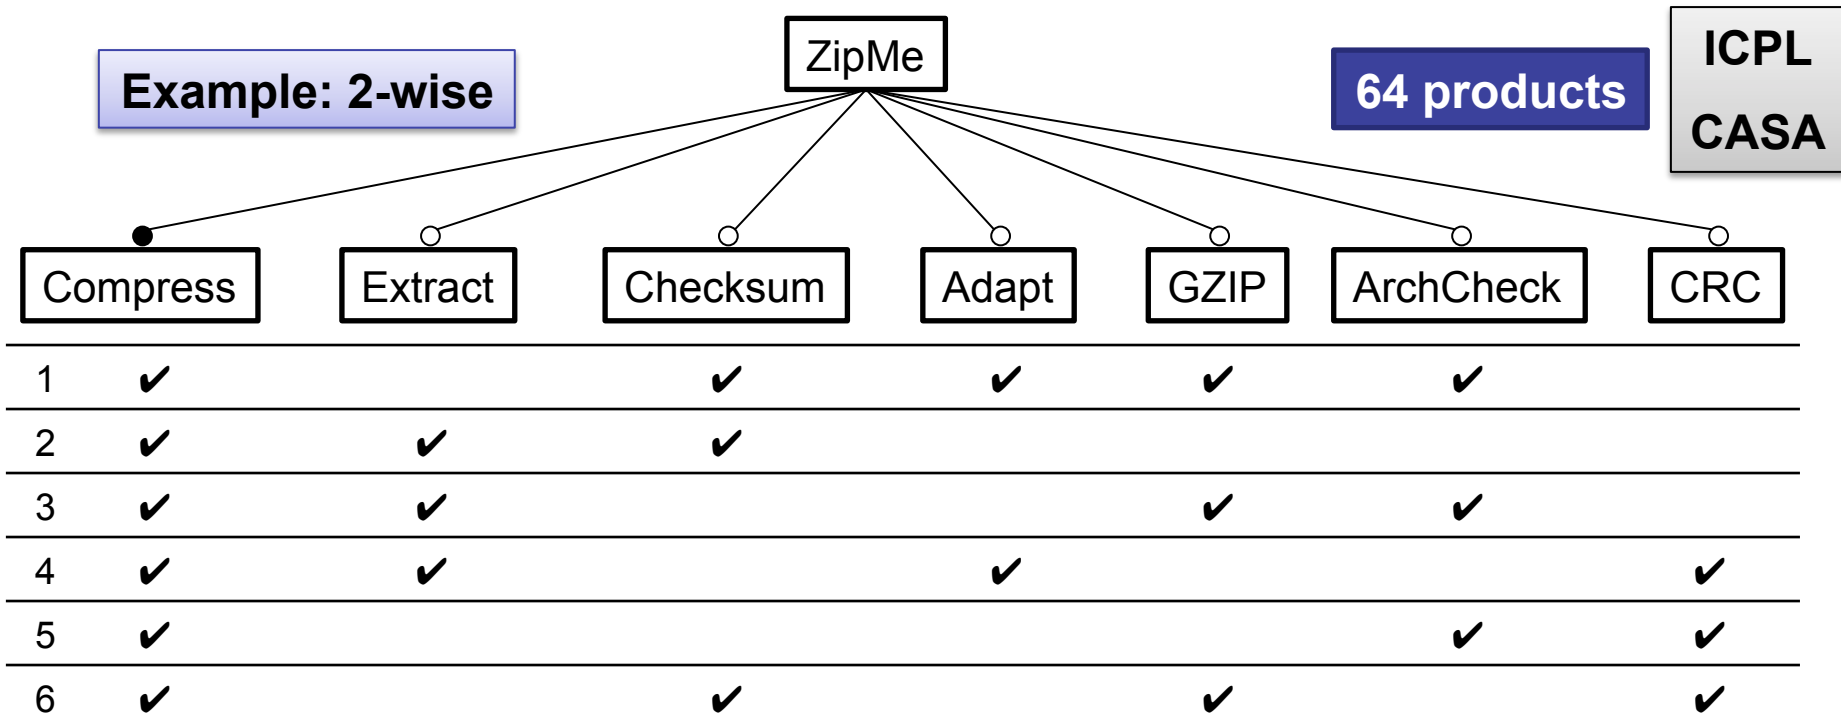 ZipMe
Example: 2-wise
64 products
ICPL
CASA
Compress Extract Checksum Adapt GZIP ArchCheck CRC
1 ✔ ✔ ✔ ✔ ✔
2 ✔ ✔ ✔
3 ✔ ✔ ✔ ✔
4 ✔ ✔ ✔ ✔
5 ✔ ✔ ✔
6 ✔ ✔ ✔ ✔